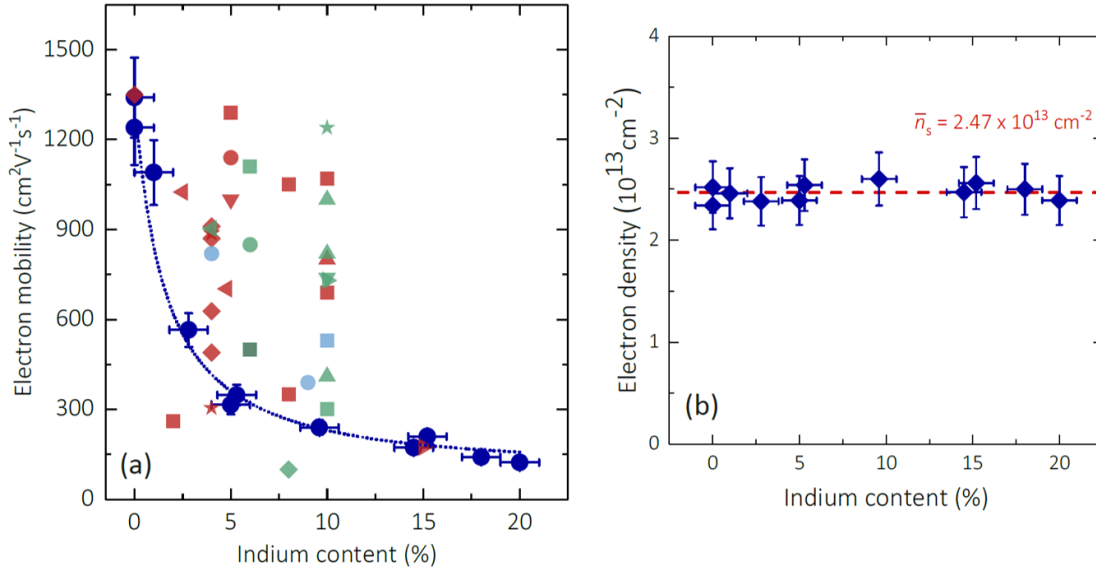 Electron mobility (cm²V⁻¹s⁻¹)
1500
1200
900
600
300
0
(a)
0 5 10 15 20
Indium content (%)
Electron density (10¹³cm⁻²)
4
3
2
1
0
n̅ₛ = 2.47 x 10¹³ cm⁻²
(b)
0 5 10 15 20
Indium content (%)